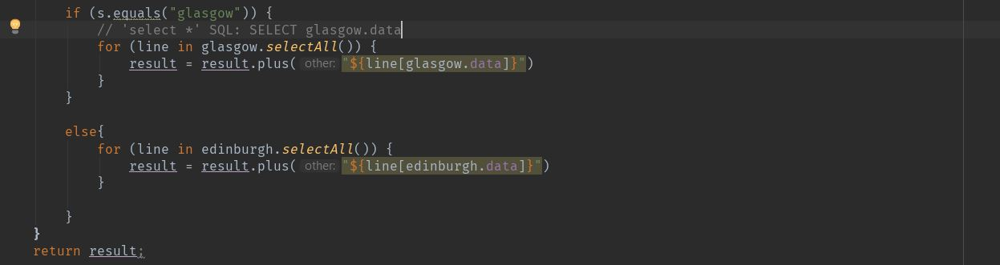 if (s.equals("glasgow")) {
// 'select *' SQL: SELECT glasgow.data
for (line in glasgow.selectAll()) {
result = result.plus( other: "${line[glasgow.data]}")
}
}
else{
for (line in edinburgh.selectAll()) {
result = result.plus( other: "${line[edinburgh.data]}")
}
}
}
return result;